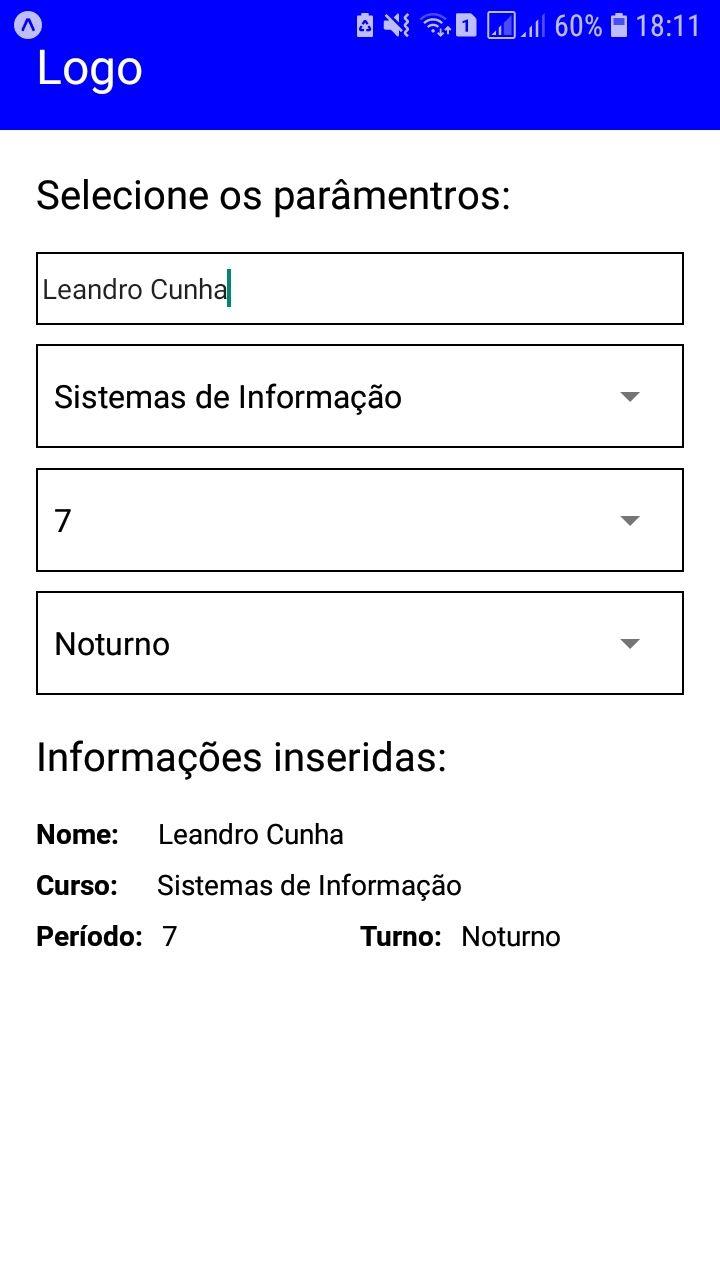 1 60% 18:11
Logo
Selecione os parâmentros:
Leandro Cunha
Sistemas de Informação
7
Noturno
Informações inseridas:
Nome: Leandro Cunha
Curso: Sistemas de Informação
Período: 7 Turno: Noturno